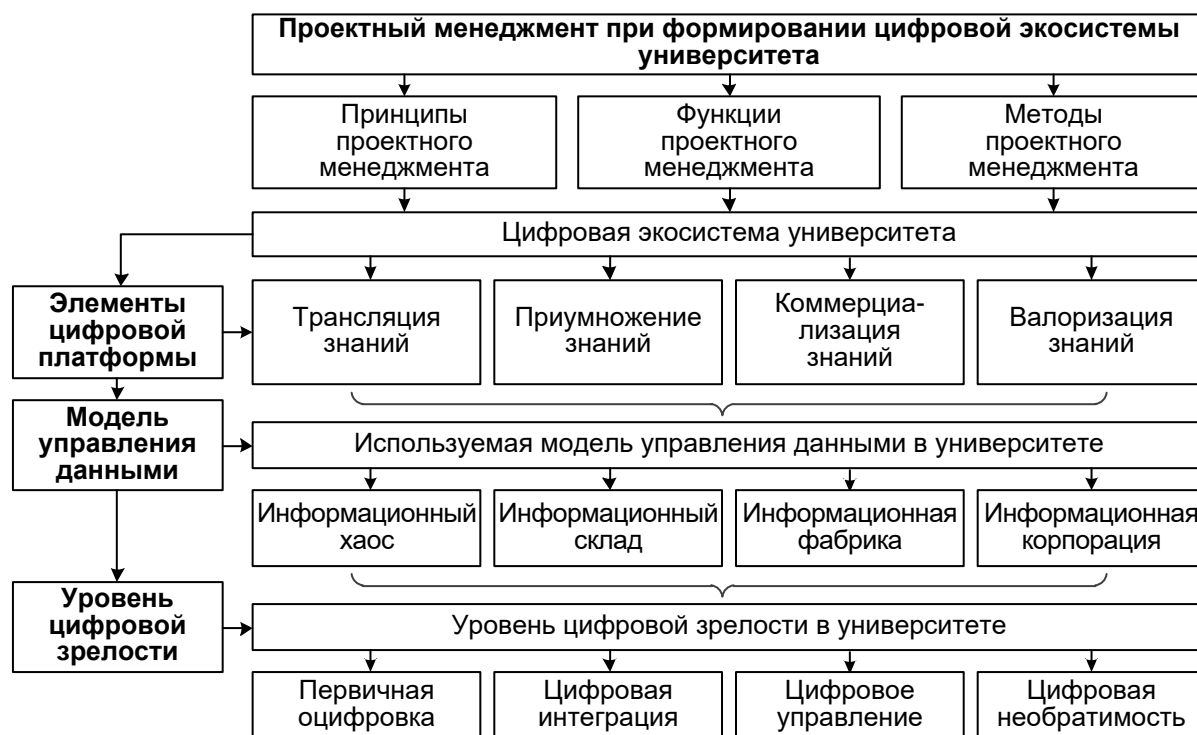 Проектный менеджмент при формировании цифровой экосистемы
университета
Принципы
проектного
менеджмента
Функции
проектного
менеджмента
Методы
проектного
менеджмента
Цифровая экосистема университета
Элементы
цифровой
платформы
Трансляция
знаний
Приумножение
знаний
Коммерциа-
лизация
знаний
Валоризация
знаний
Модель
управления
данными
Используемая модель управления данными в университете
Информационный
хаос
Информационный
склад
Информационная
фабрика
Информационная
корпорация
Уровень
цифровой
зрелости
Уровень цифровой зрелости в университете
Первичная
оцифровка
Цифровая
интеграция
Цифровое
управление
Цифровая
необратимость